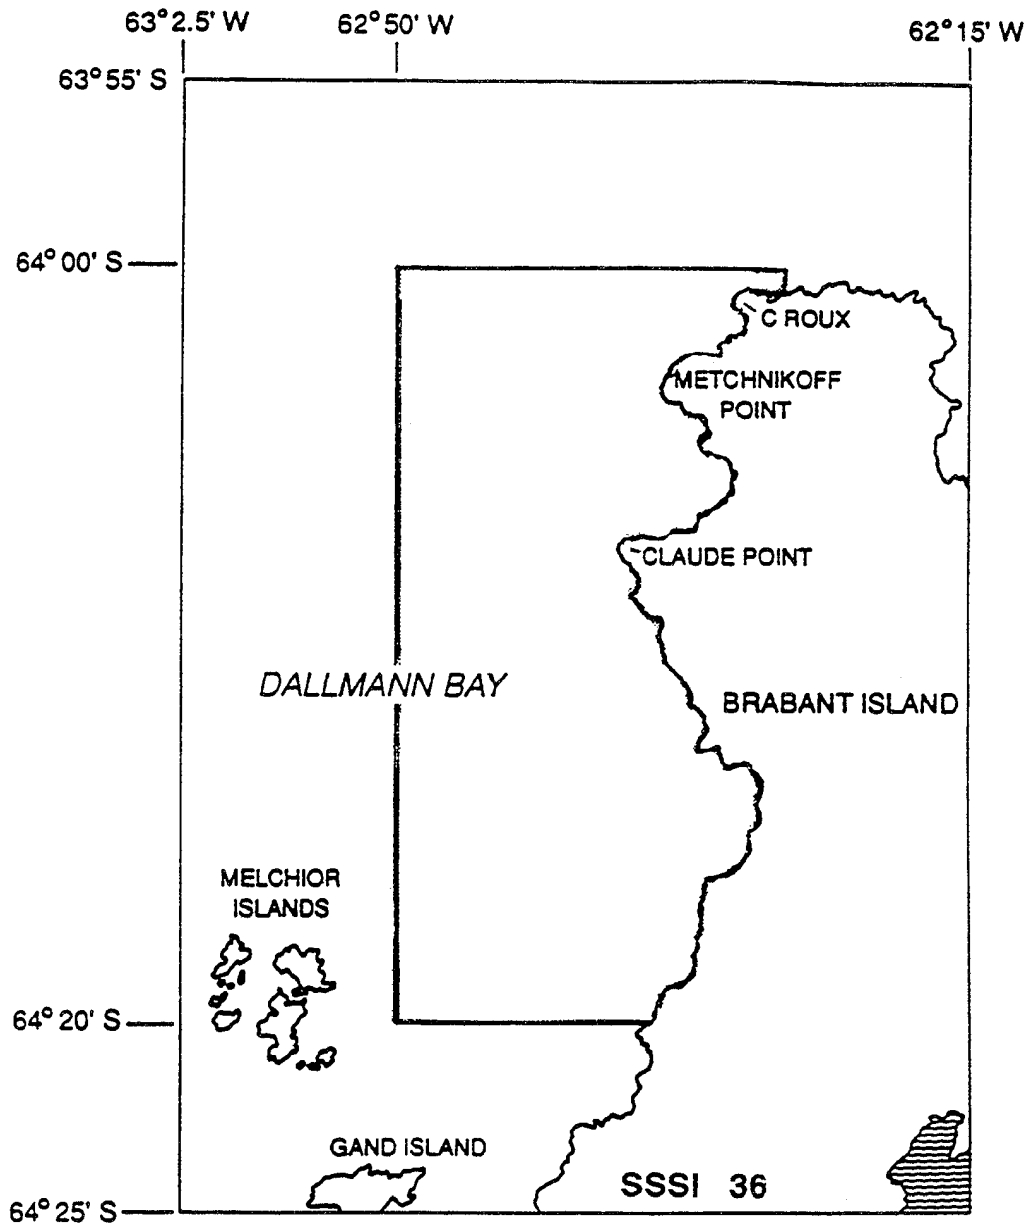 63°2.5' W 62°50' W 62°15' W
63°55' S
64°00' S
C ROUX
METCHNIKOFF
POINT
CLAUDE POINT
DALLMANN BAY
BRABANT ISLAND
MELCHIOR
ISLANDS
64°20' S
GAND ISLAND
SSSI 36
64°25' S